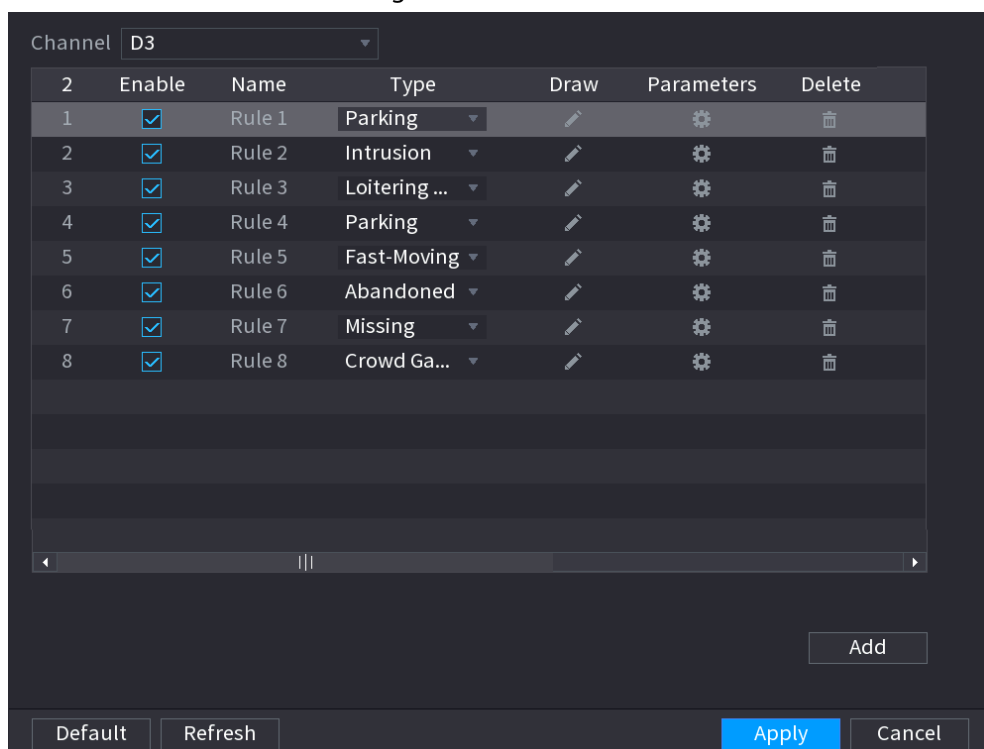 Channel D3
2 Enable Name Type Draw Parameters Delete
1 Rule 1 Parking
2 Rule 2 Intrusion
3 Rule 3 Loitering ...
4 Rule 4 Parking
5 Rule 5 Fast-Moving
6 Rule 6 Abandoned
7 Rule 7 Missing
8 Rule 8 Crowd Ga...
Add
Default Refresh Apply Cancel